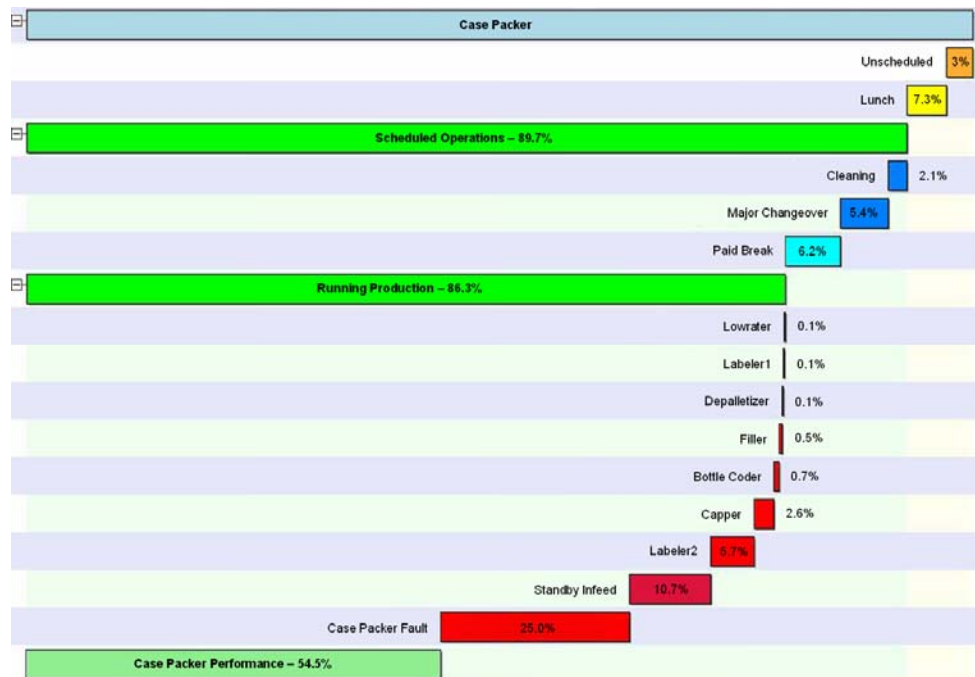 Case Packer
Unscheduled 3%
Lunch 7.3%
Scheduled Operations – 89.7%
Cleaning 2.1%
Major Changeover 5.4%
Paid Break 6.2%
Running Production – 86.3%
Lowrater 0.1%
Labeler1 0.1%
Depalletizer 0.1%
Filler 0.5%
Bottle Coder 0.7%
Capper 2.6%
Labeler2 5.7%
Standby Infeed 10.7%
Case Packer Fault 25.0%
Case Packer Performance – 54.5%